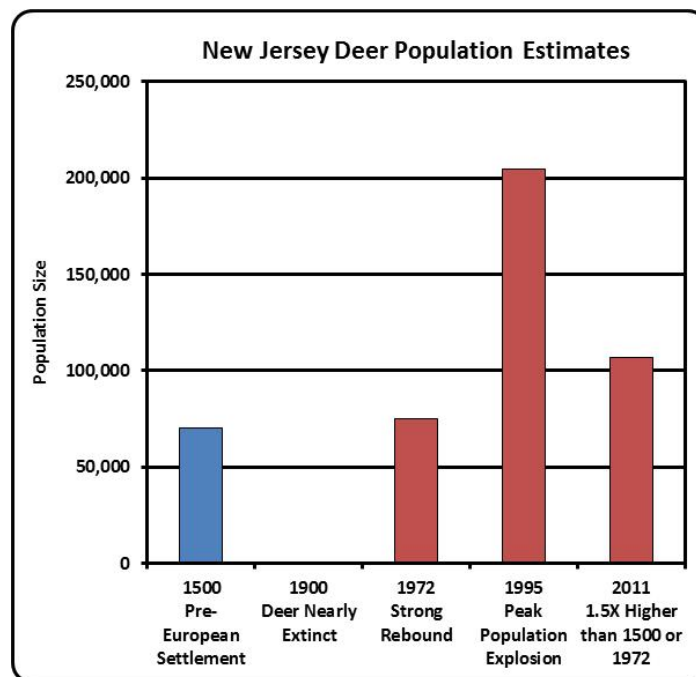 New Jersey Deer Population Estimates
250,000
200,000
150,000
100,000
50,000
0
Population Size
1500
Pre-
European
Settlement
1900
Deer Nearly
Extinct
1972
Strong
Rebound
1995
Peak
Population
Explosion
2011
1.5X Higher
than 1500 or
1972